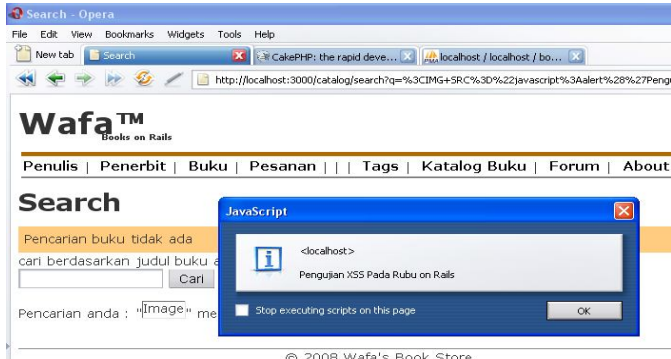 Search - Opera
File Edit View Bookmarks Widgets Tools Help
New tab Search CakePHP: the rapid deve... localhost / localhost / bo...
http://localhost:3000/catalog/search?q=%3CIMG+SRC%3D%22javascript%3Aalert%28%27Pengu
Wafa™
Books on Rails
Penulis | Penerbit | Buku | Pesanan | | | Tags | Katalog Buku | Forum | About
Search
JavaScript
Pencarian buku tidak ada
<localhost>
cari berdasarkan judul buku a
Pengujian XSS Pada Rubu on Rails
Cari
Stop executing scripts on this page OK
Pencarian anda : "Image" me
© 2008 Wafa's Book Store